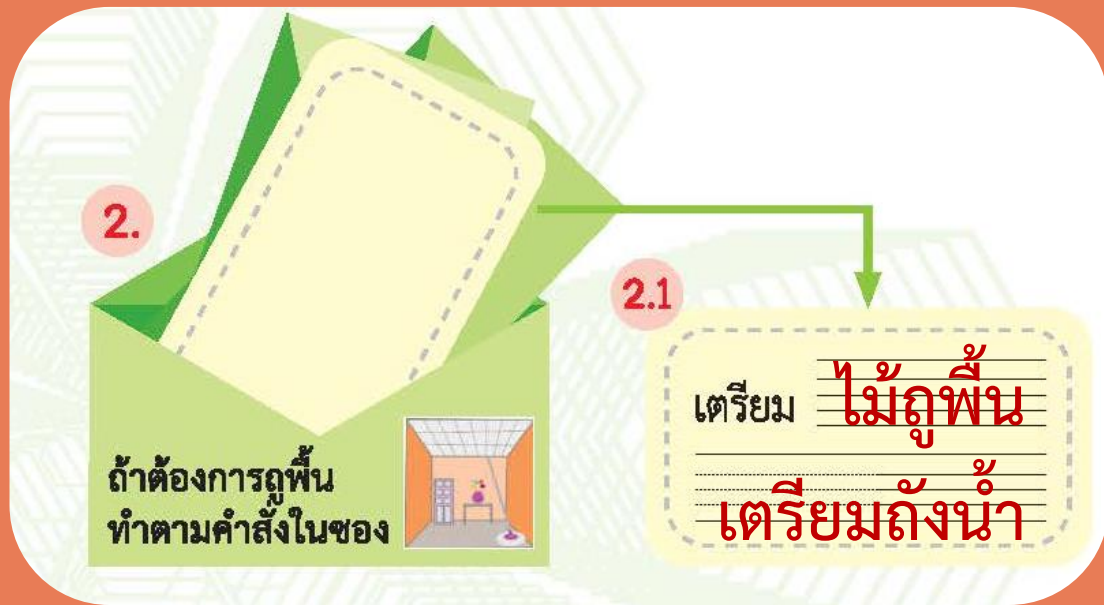 2.
ถ้าต้องการถูพื้น
ทำตามคำสั่งในซอง
2.1
เตรียม ไม้ถูพื้น
เตรียมถังน้ำ